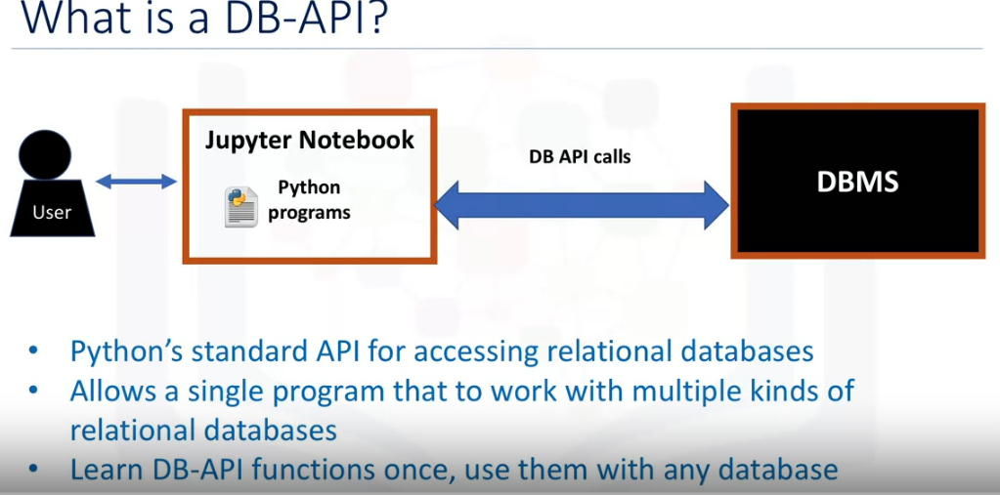 What is a DB-API?
Jupyter Notebook
Python
programs
User
DB API calls
DBMS
• Python's standard API for accessing relational databases
• Allows a single program that to work with multiple kinds of
relational databases
• Learn DB-API functions once, use them with any database